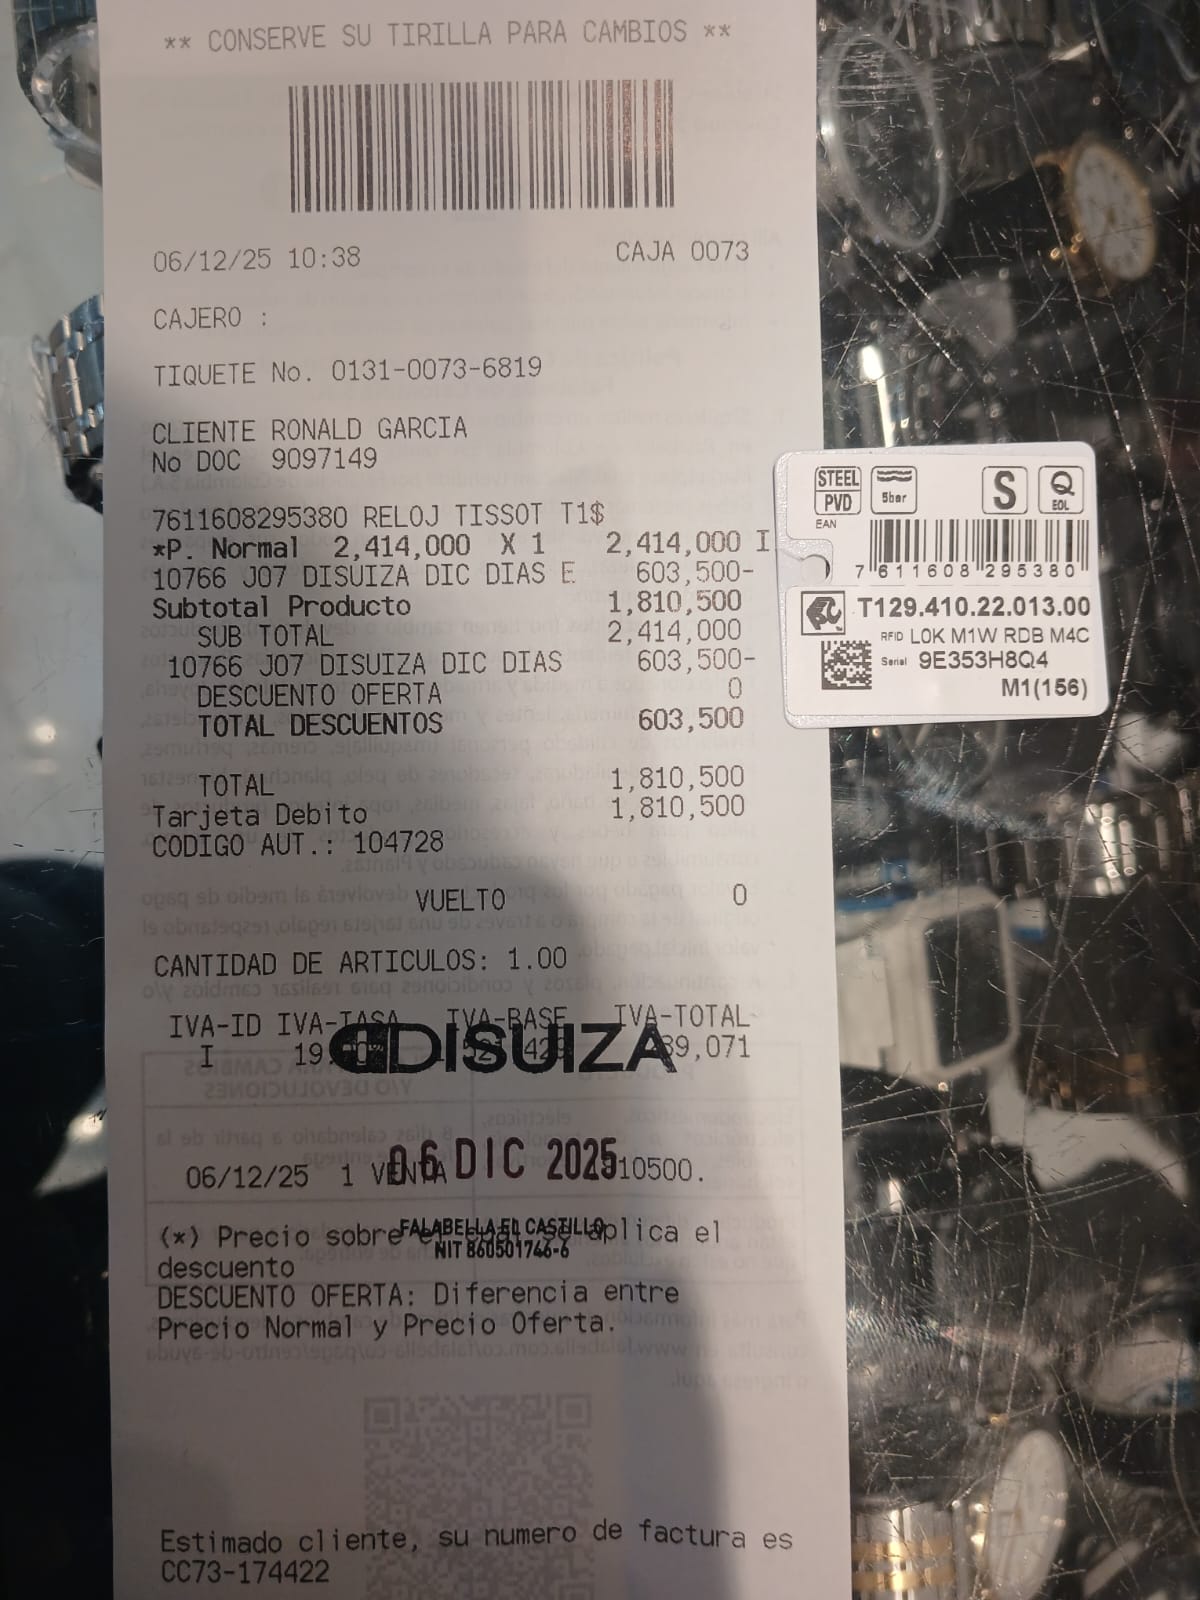 ** CONSERVE SU TIRILLA PARA CAMBIOS **
06/12/25 10:38 CAJA 0073
CAJERO :
TIQUETE No. 0131-0073-6819
CLIENTE RONALD GARCIA
No DOC 9097149
7611608295380 RELOJ TISSOT T1$
*P. Normal 2,414,000 X 1 2,414,000 I
10766 J07 DISUIZA DIC DIAS E 603,500-
Subtotal Producto 1,810,500
SUB TOTAL 2,414,000
10766 J07 DISUIZA DIC DIAS 603,500-
DESCUENTO OFERTA 0
TOTAL DESCUENTOS 603,500
TOTAL 1,810,500
Tarjeta Debito 1,810,500
CODIGO AUT.: 104728
VUELTO 0
CANTIDAD DE ARTICULOS: 1.00
IVA-ID IVA-TASA IVA-BASE IVA-TOTAL
I
DISUIZA
06 DIC 2025
06/12/25 1 VENTA
FALABELLA EL CASTILLO
NIT 860501746-6
(*) Precio sobre el cual se aplica el
descuento
DESCUENTO OFERTA: Diferencia entre
Precio Normal y Precio Oferta.
Estimado cliente, su numero de factura es
CC73-174422
STEEL
PVD
5bar
S
Q
EOL
EAN
7 611608 295380
T129.410.22.013.00
RFID L0K M1W RDB M4C
Serial 9E353H8Q4
M1(156)